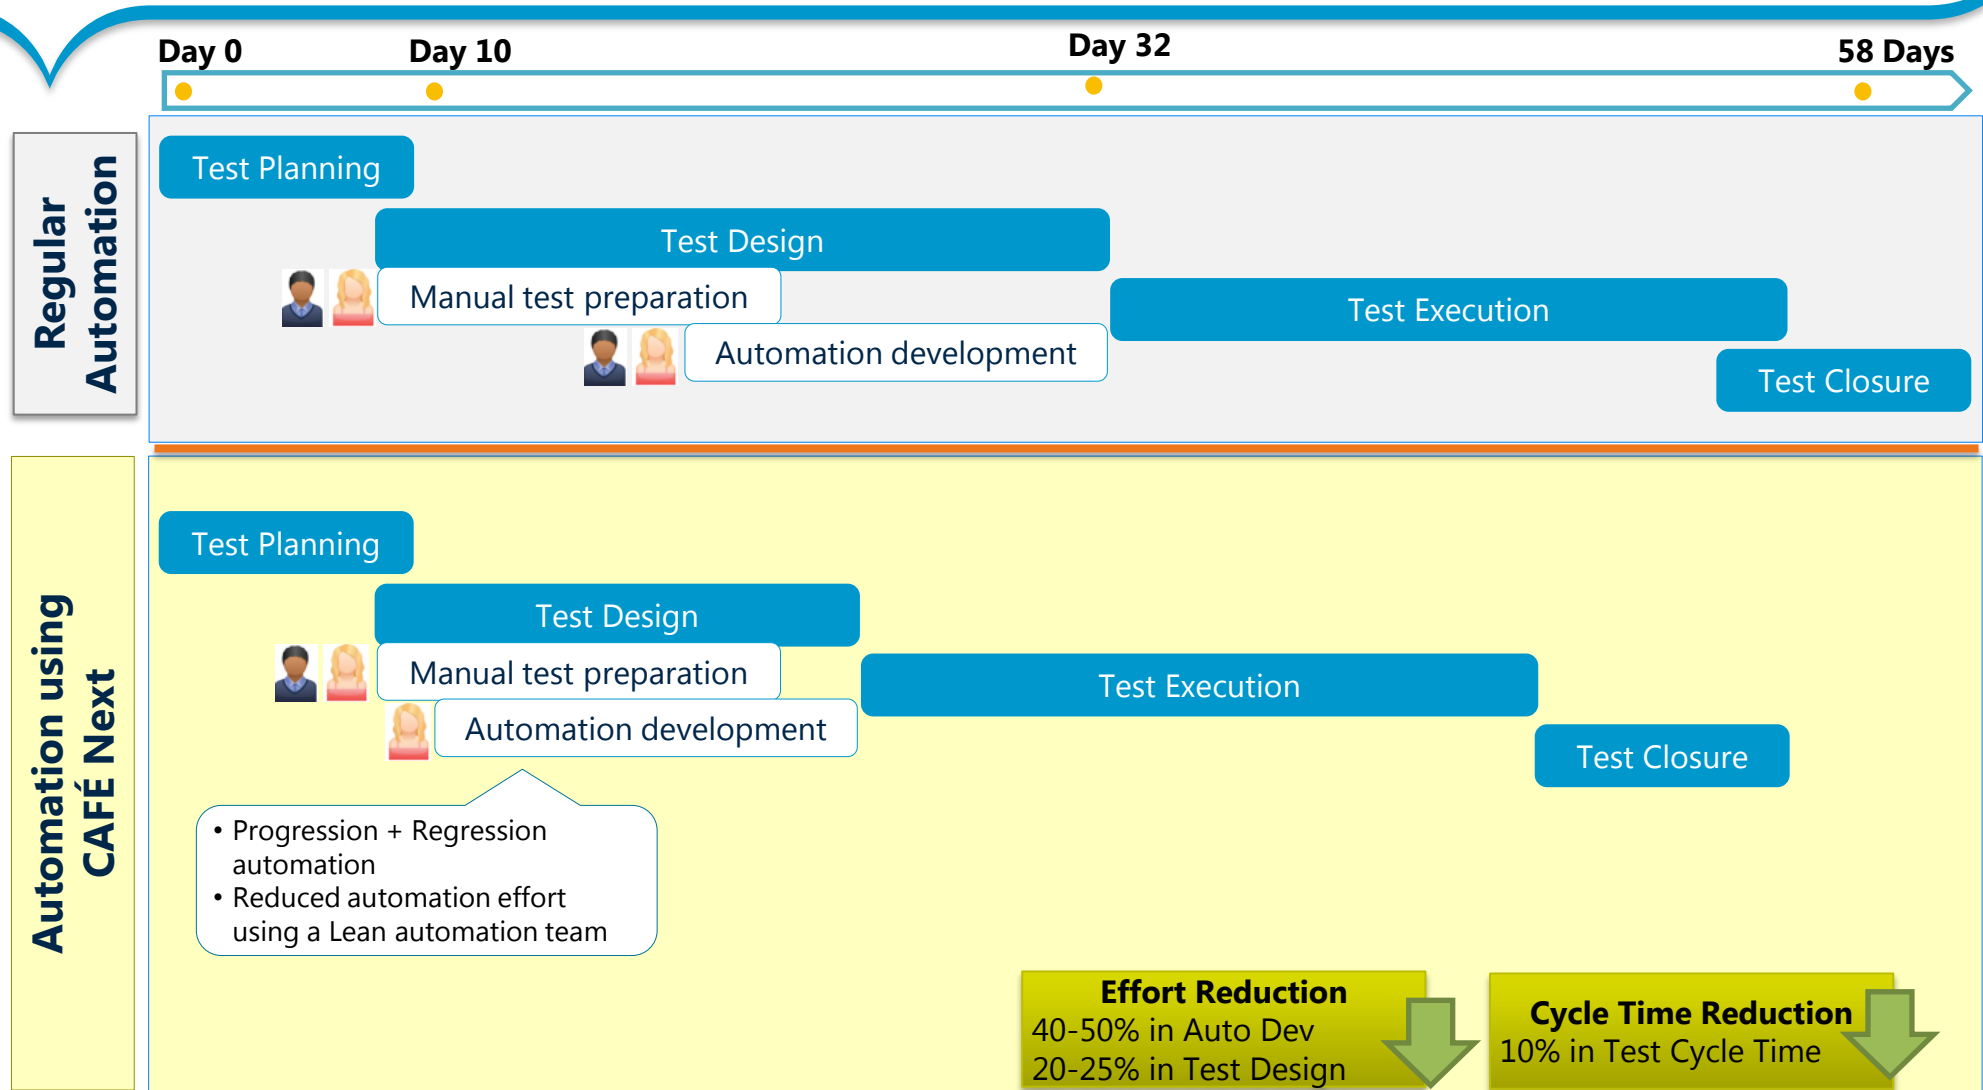 Day 0
Day 10
Day 32
58 Days
Regular
Automation
Test Planning
Test Design
Manual test preparation
Automation development
Test Execution
Test Closure
Automation using
CAFÉ Next
Test Planning
Test Design
Manual test preparation
Automation development
Test Execution
Test Closure
• Progression + Regression
automation
• Reduced automation effort
using a Lean automation team
Effort Reduction
40-50% in Auto Dev
20-25% in Test Design
Cycle Time Reduction
10% in Test Cycle Time